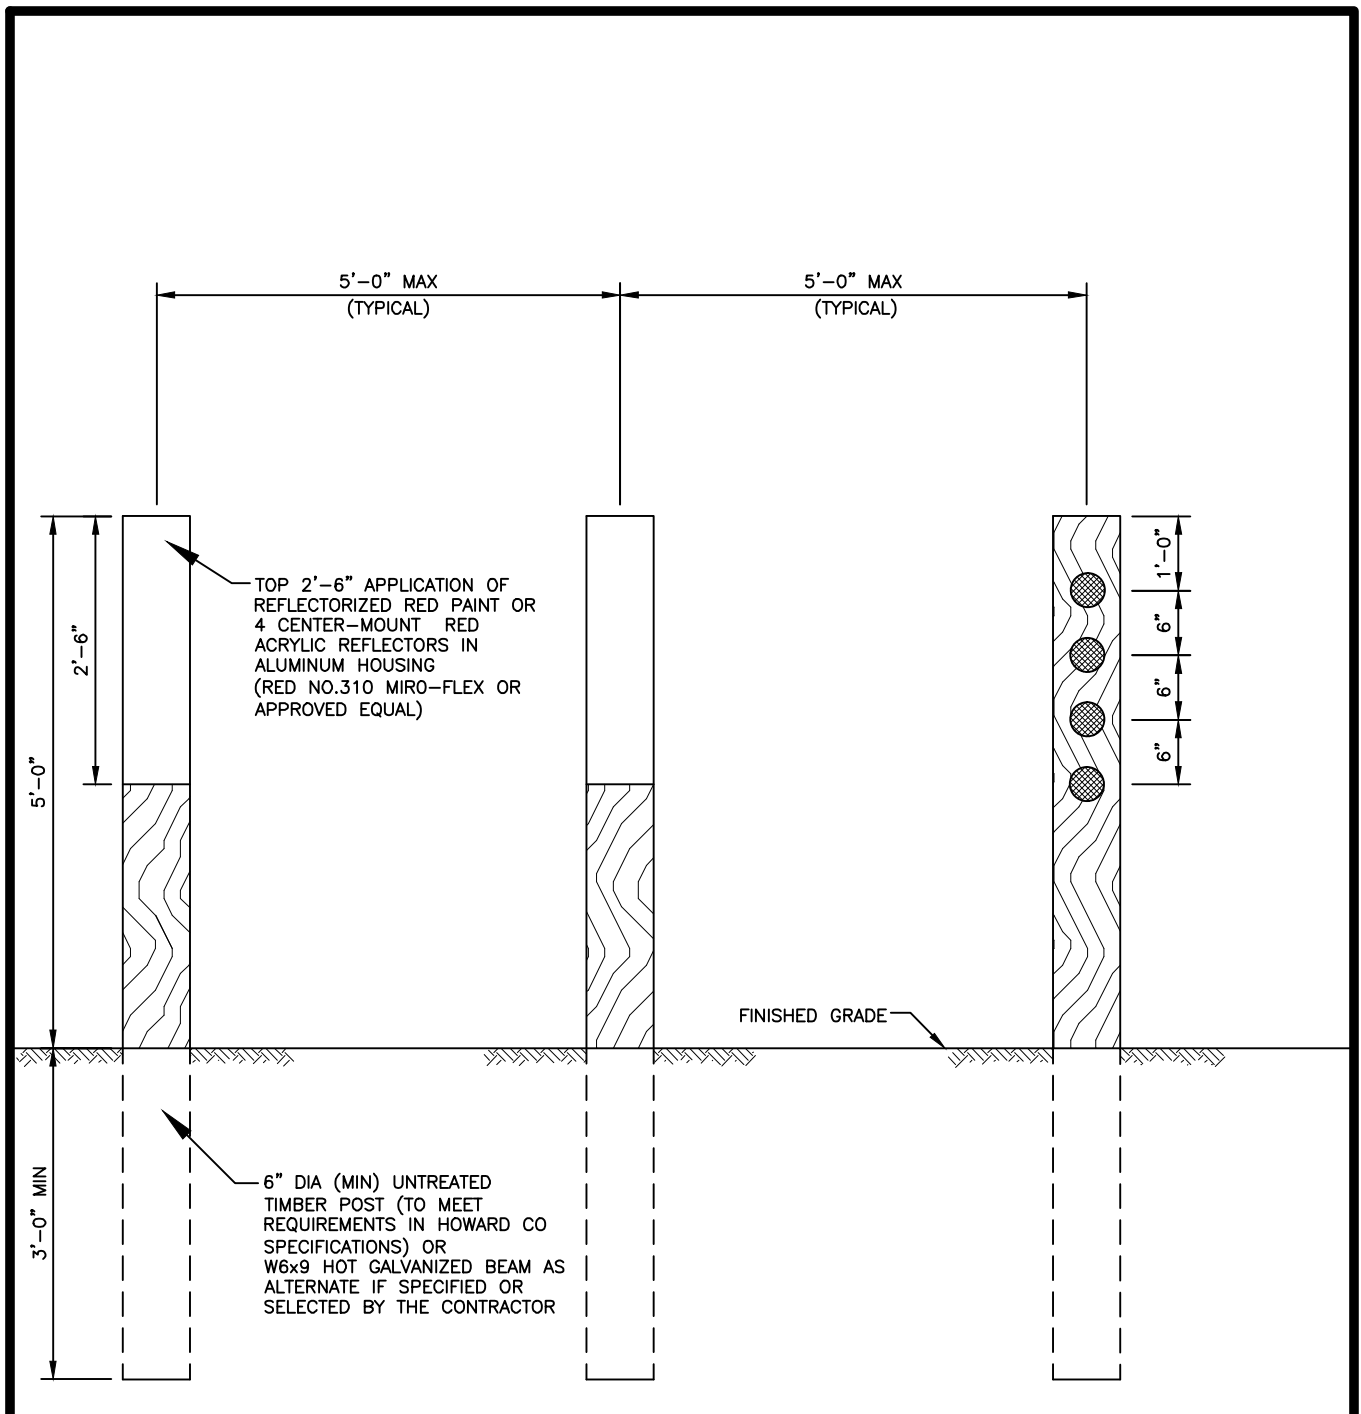 5'-0" MAX
(TYPICAL)
5'-0" MAX
(TYPICAL)
TOP 2'-6" APPLICATION OF
REFLECTORIZED RED PAINT OR
4 CENTER-MOUNT RED
ACRYLIC REFLECTORS IN
ALUMINUM HOUSING
(RED NO.310 MIRO-FLEX OR
APPROVED EQUAL)
2'-6"
5'-0"
1'-0"
6"
6"
6"
FINISHED GRADE
3'-0" MIN
6" DIA (MIN) UNTREATED
TIMBER POST (TO MEET
REQUIREMENTS IN HOWARD CO
SPECIFICATIONS) OR
W6x9 HOT GALVANIZED BEAM AS
ALTERNATE IF SPECIFIED OR
SELECTED BY THE CONTRACTOR